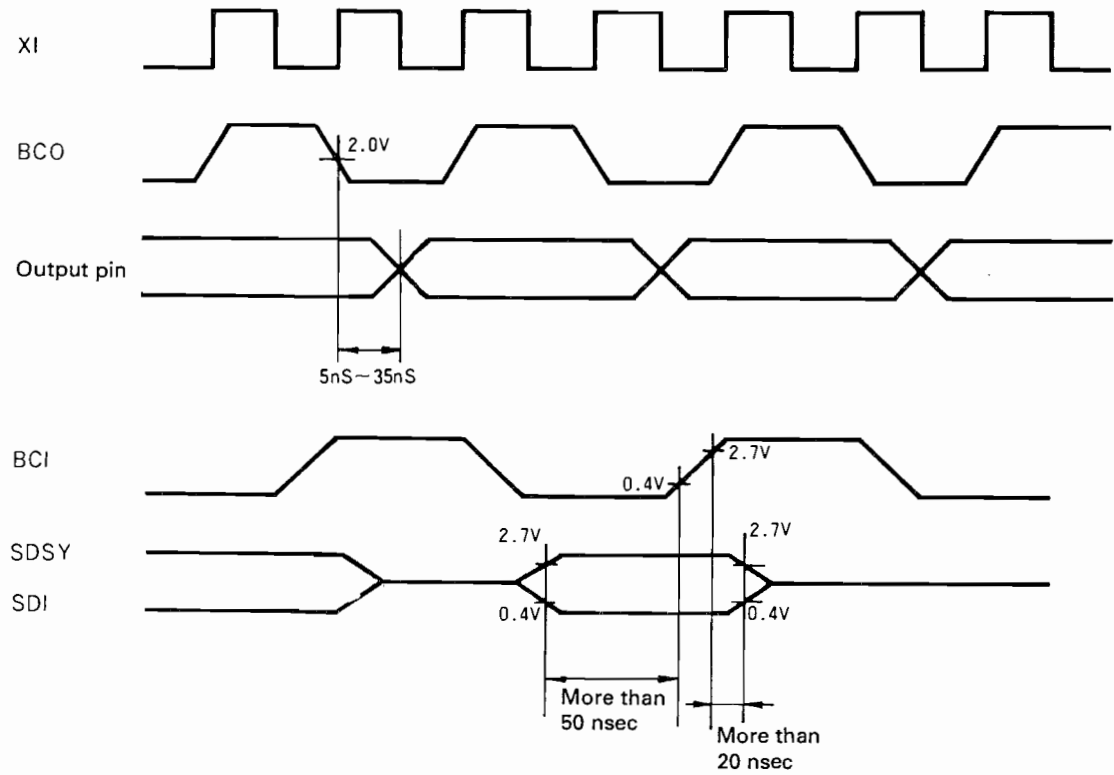 XI
BCO
2.0V
Output pin
5nS~35nS
BCI
2.7V
0.4V
SDSY
2.7V
2.7V
SDI
0.4V
0.4V
More than
50 nsec
More than
20 nsec